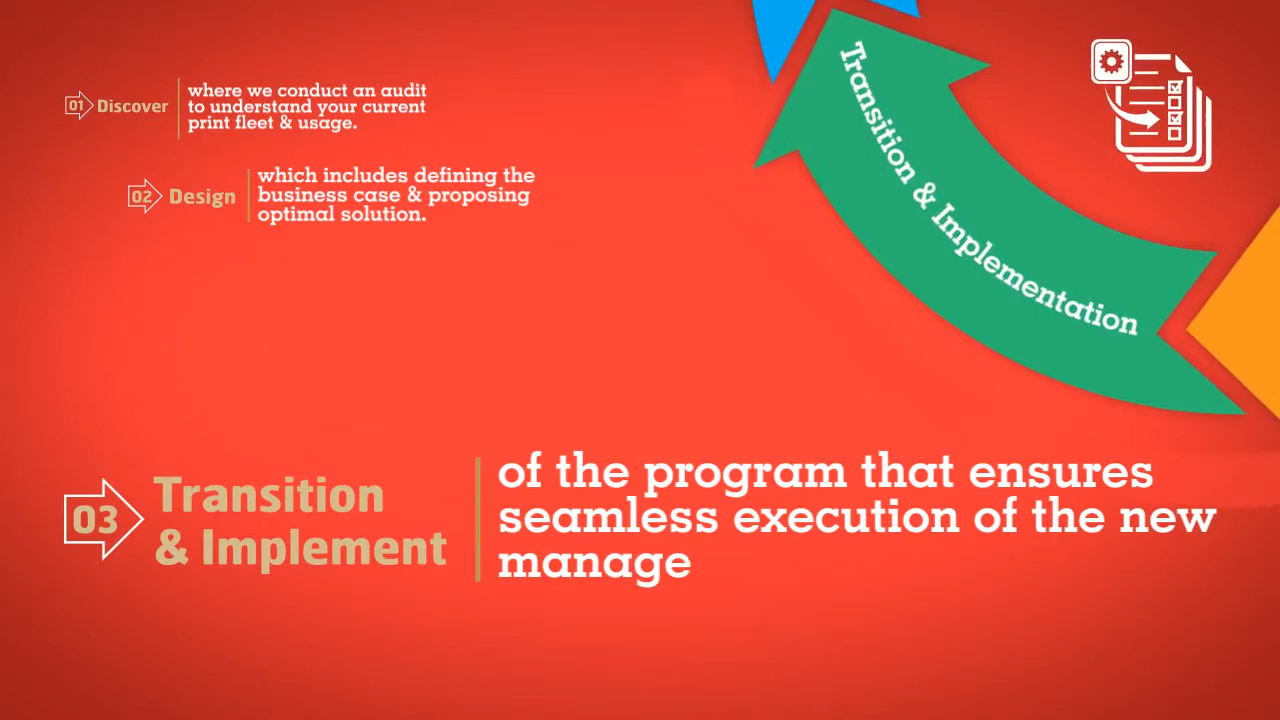 01 Discover
where we conduct an audit
to understand your current
print fleet & usage.
02 Design
which includes defining the
business case & proposing
optimal solution.
Transition & Implementation
03
Transition
& Implement
of the program that ensures
seamless execution of the new
manage